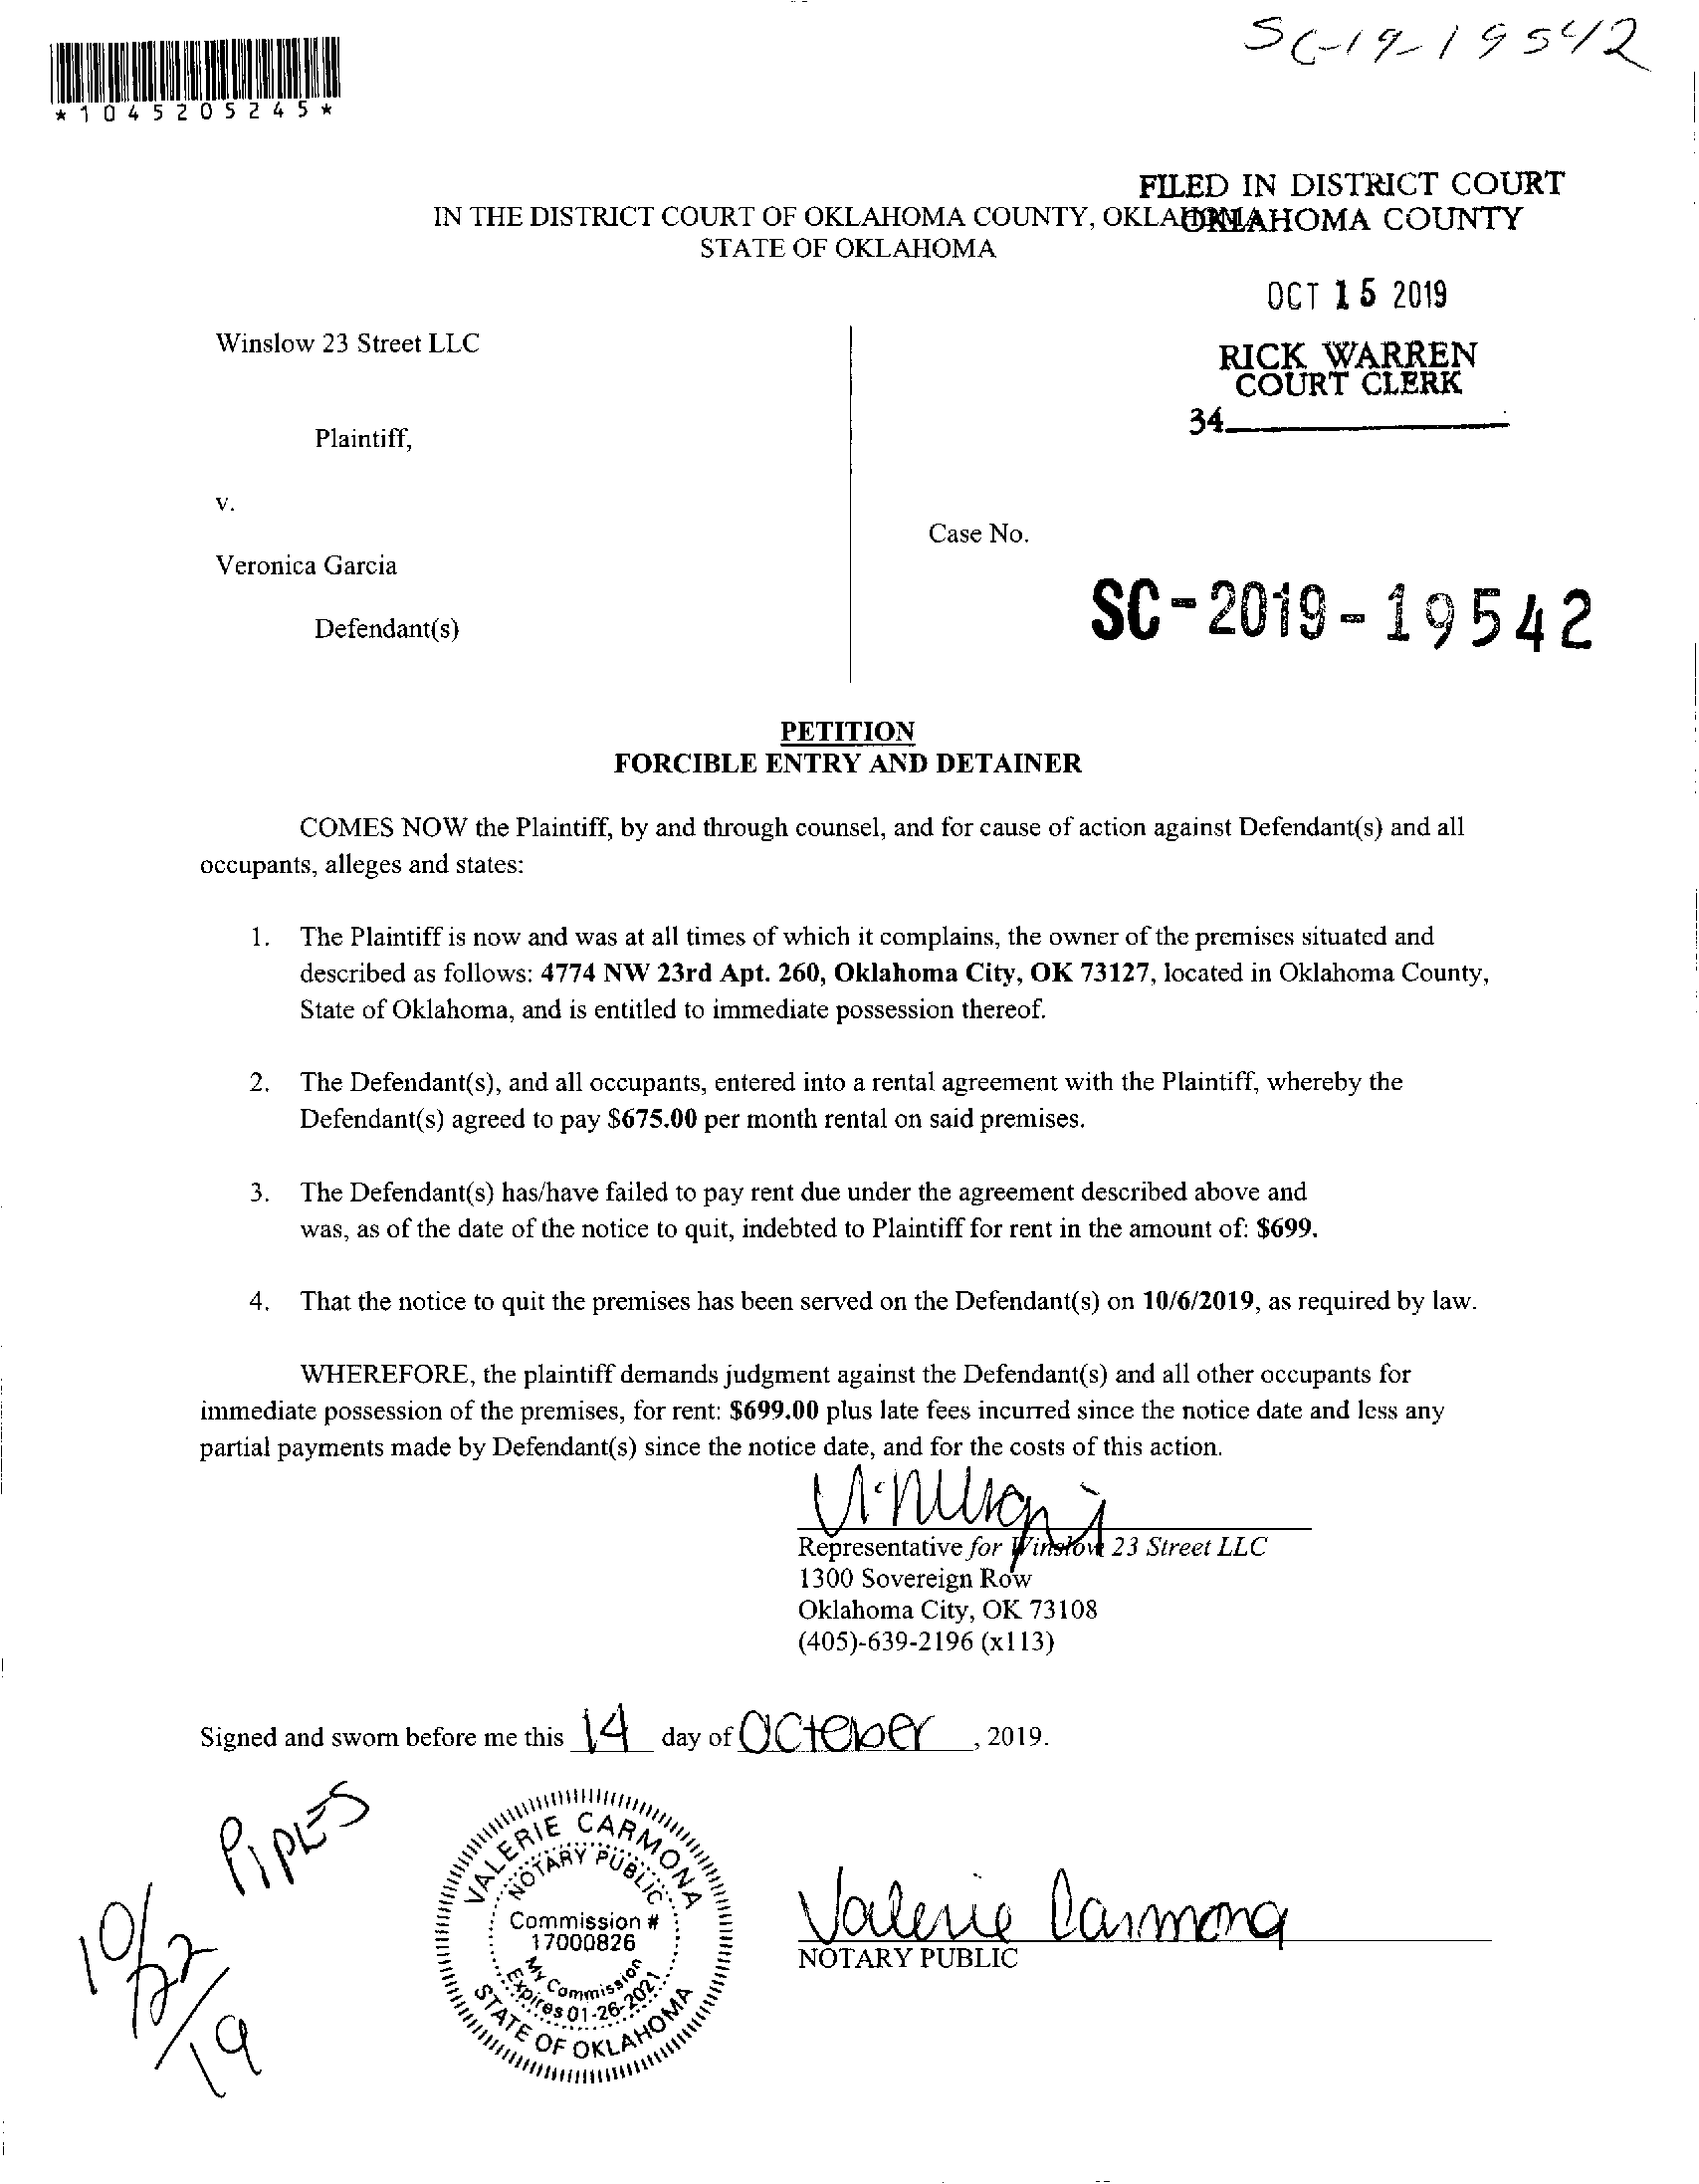 SC-19-19542
*1045205245*
FILED IN DISTRICT COURT
OKLAHOMA COUNTY
IN THE DISTRICT COURT OF OKLAHOMA COUNTY, OKLAHOMA
STATE OF OKLAHOMA
OCT 15 2019
RICK WARREN
COURT CLERK
34
Winslow 23 Street LLC
Plaintiff,
v.
Case No.
Veronica Garcia
SC-2019-19542
Defendant(s)
PETITION
FORCIBLE ENTRY AND DETAINER
COMES NOW the Plaintiff, by and through counsel, and for cause of action against Defendant(s) and all
occupants, alleges and states:
1. The Plaintiff is now and was at all times of which it complains, the owner of the premises situated and
described as follows: 4774 NW 23rd Apt. 260, Oklahoma City, OK 73127, located in Oklahoma County,
State of Oklahoma, and is entitled to immediate possession thereof.
2. The Defendant(s), and all occupants, entered into a rental agreement with the Plaintiff, whereby the
Defendant(s) agreed to pay $675.00 per month rental on said premises.
3. The Defendant(s) has/have failed to pay rent due under the agreement described above and
was, as of the date of the notice to quit, indebted to Plaintiff for rent in the amount of: $699.
4. That the notice to quit the premises has been served on the Defendant(s) on 10/6/2019, as required by law.
WHEREFORE, the plaintiff demands judgment against the Defendant(s) and all other occupants for
immediate possession of the premises, for rent: $699.00 plus late fees incurred since the notice date and less any
partial payments made by Defendant(s) since the notice date, and for the costs of this action.
Representative for Winslow 23 Street LLC
1300 Sovereign Row
Oklahoma City, OK 73108
(405)-639-2196 (x113)
Signed and sworn before me this 14 day of October, 2019.
PIPLES
10/22/19
VALERIE CARMONA
NOTARY PUBLIC
Commission #
17000826
My Commission
Expires 01-26-2021
STATE OF OKLAHOMA
Valerie Carmona
NOTARY PUBLIC